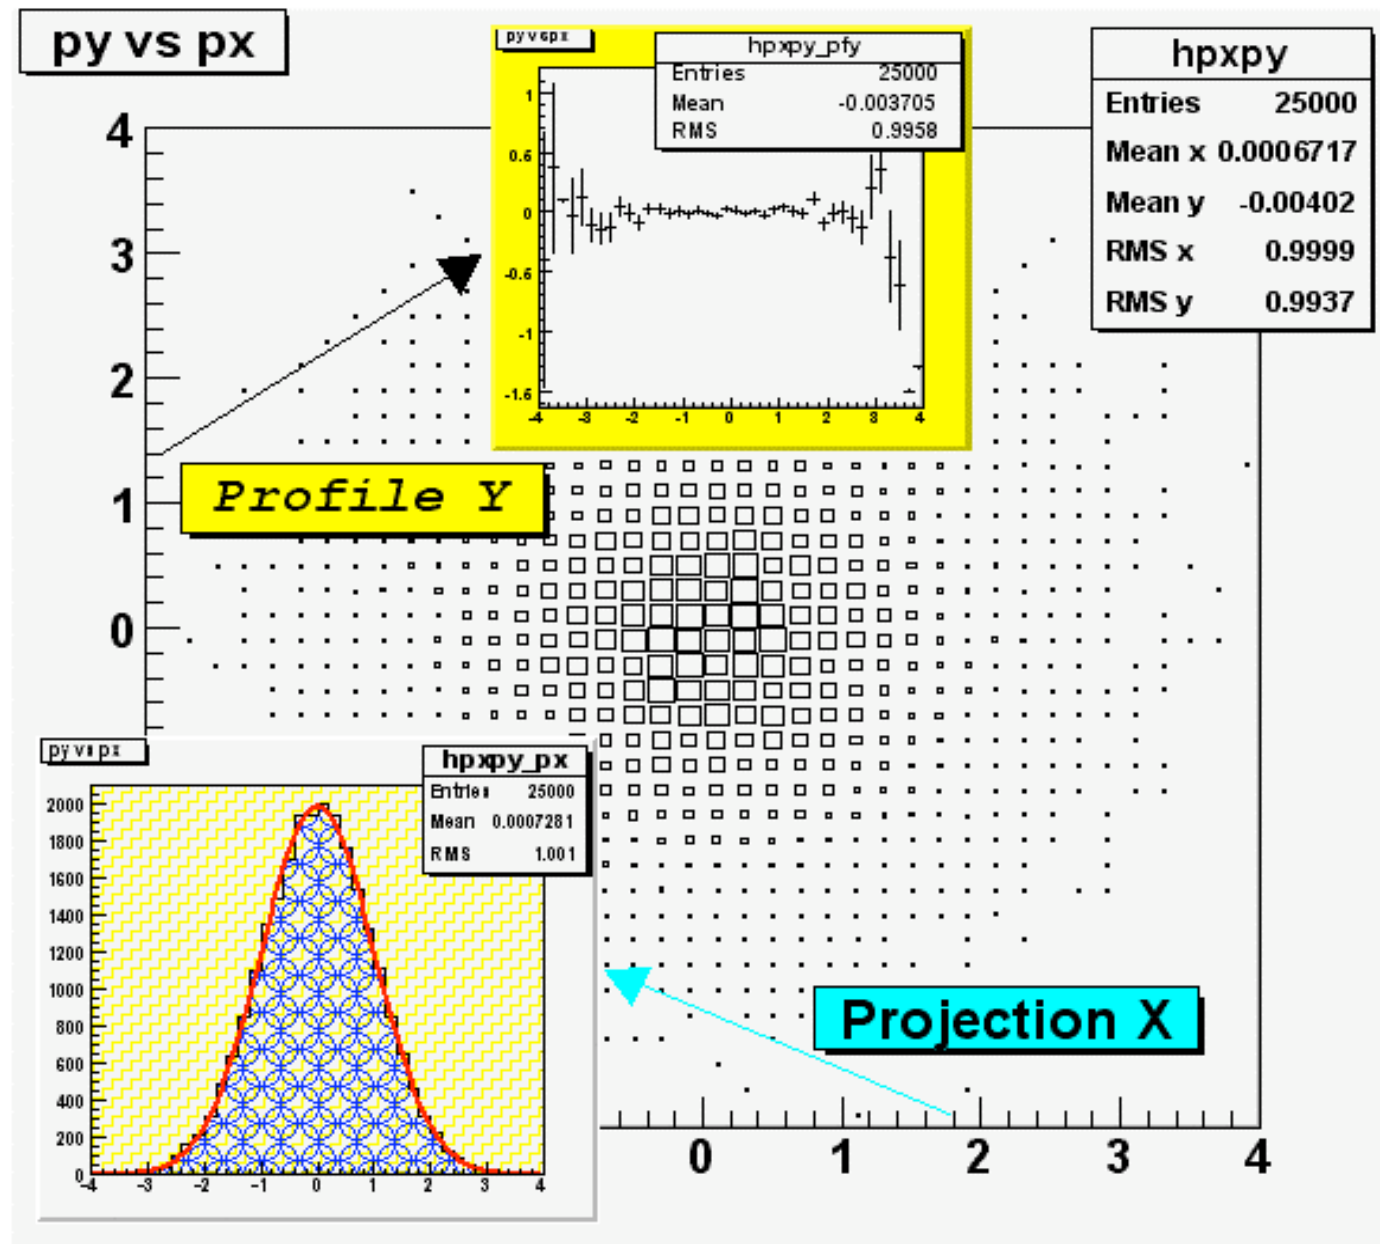 py vs px
py vs px
hpxpy_pfy
Entries 25000
Mean -0.003705
RMS 0.9958
1
0.5
0
-0.5
-1
-1.5
-4 -3 -2 -1 0 1 2 3 4
hpxpy
Entries 25000
Mean x 0.0006717
Mean y -0.00402
RMS x 0.9999
RMS y 0.9937
4
3
2
1
0
Profile Y
py vs px
hpxpy_px
Entries 25000
Mean 0.0007281
RMS 1.001
2000
1800
1600
1400
1200
1000
800
600
400
200
0
-4 -3 -2 -1 0 1 2 3 4
Projection X
0 1 2 3 4